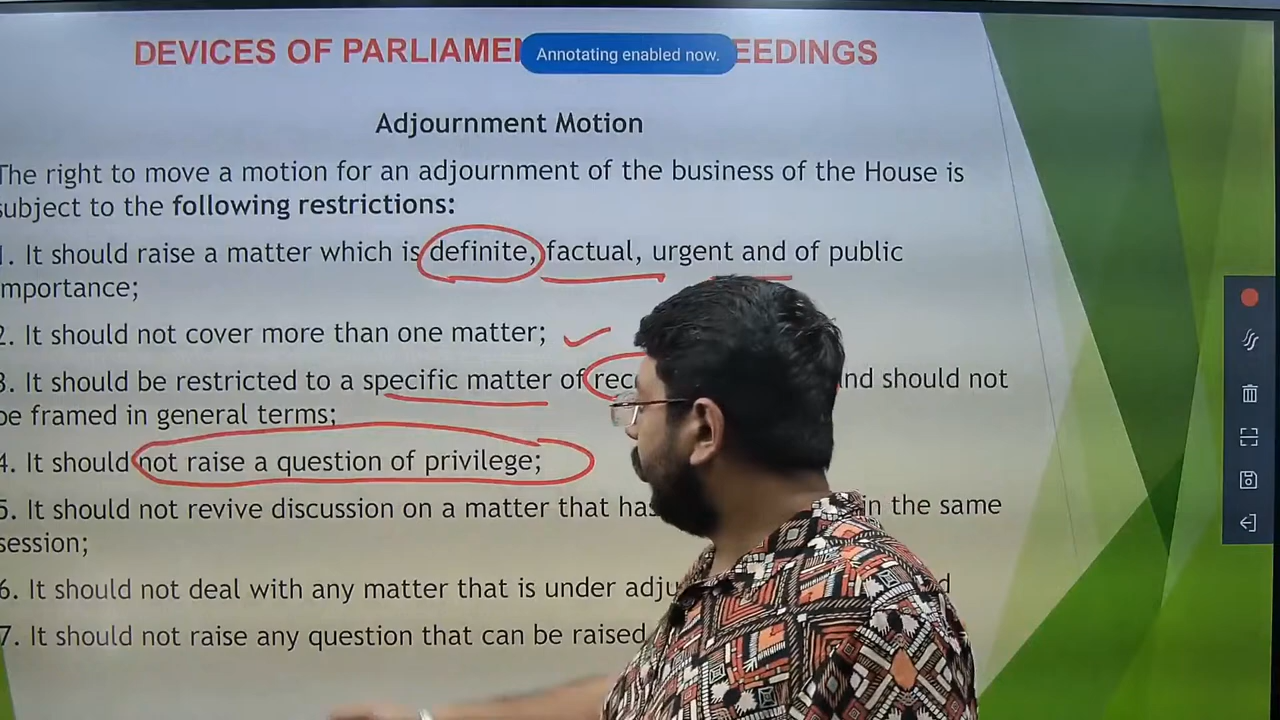 DEVICES OF PARLIAMEN EEDINGS
Annotating enabled now.
Adjournment Motion
The right to move a motion for an adjournment of the business of the House is
subject to the following restrictions:
1. It should raise a matter which is definite, factual, urgent and of public
importance;
2. It should not cover more than one matter;
3. It should be restricted to a specific matter of and should not
be framed in general terms;
4. It should not raise a question of privilege;
5. It should not revive discussion on a matter that has in the same
session;
6. It should not deal with any matter that is under
7. It should not raise any question that can be raised